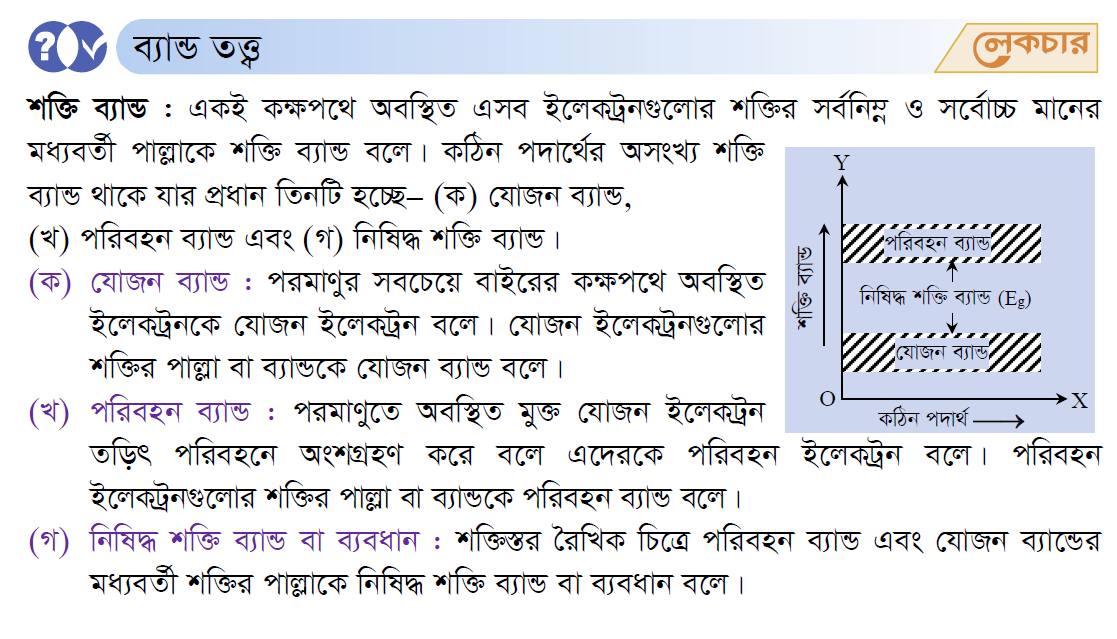 ব্যান্ড তত্ত্ব
লেকচার
শক্তি ব্যান্ড : একই কক্ষপথে অবস্থিত এসব ইলেকট্রনগুলোর শক্তির সর্বনিম্ন ও সর্বোচ্চ মানের
মধ্যবর্তী পাল্লাকে শক্তি ব্যান্ড বলে। কঠিন পদার্থের অসংখ্য শক্তি
ব্যান্ড থাকে যার প্রধান তিনটি হচ্ছে– (ক) যোজন ব্যান্ড,
(খ) পরিবহন ব্যান্ড এবং (গ) নিষিদ্ধ শক্তি ব্যান্ড।
(ক) যোজন ব্যান্ড : পরমাণুর সবচেয়ে বাইরের কক্ষপথে অবস্থিত
ইলেকট্রনকে যোজন ইলেকট্রন বলে। যোজন ইলেকট্রনগুলোর
শক্তির পাল্লা বা ব্যান্ডকে যোজন ব্যান্ড বলে।
(খ) পরিবহন ব্যান্ড : পরমাণুতে অবস্থিত মুক্ত যোজন ইলেকট্রন
তড়িৎ পরিবহনে অংশগ্রহণ করে বলে এদেরকে পরিবহন ইলেকট্রন বলে। পরিবহন
ইলেকট্রনগুলোর শক্তির পাল্লা বা ব্যান্ডকে পরিবহন ব্যান্ড বলে।
(গ) নিষিদ্ধ শক্তি ব্যান্ড বা ব্যবধান : শক্তিস্তর রৈখিক চিত্রে পরিবহন ব্যান্ড এবং যোজন ব্যান্ডের
মধ্যবর্তী শক্তির পাল্লাকে নিষিদ্ধ শক্তি ব্যান্ড বা ব্যবধান বলে।
Y
পরিবহন ব্যান্ড
নিষিদ্ধ শক্তি ব্যান্ড (Eg)
যোজন ব্যান্ড
শক্তি ব্যান্ড
O
X
কঠিন পদার্থ